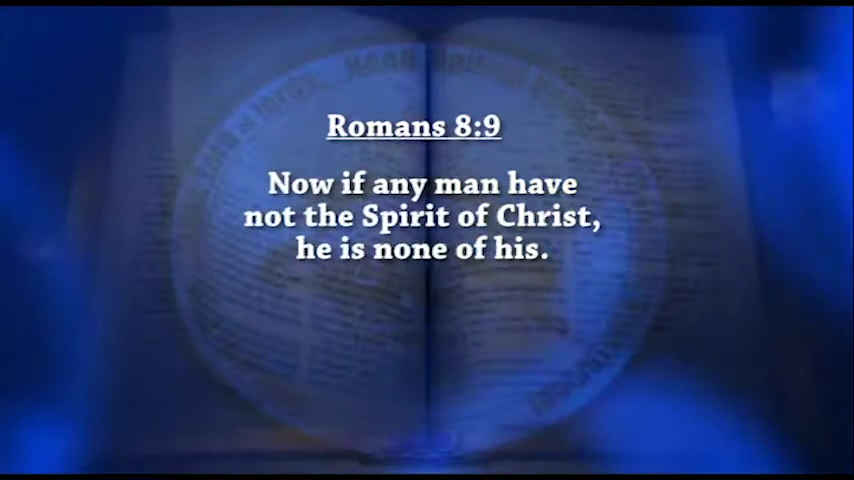 Romans 8:9
Now if any man have
not the Spirit of Christ,
he is none of his.